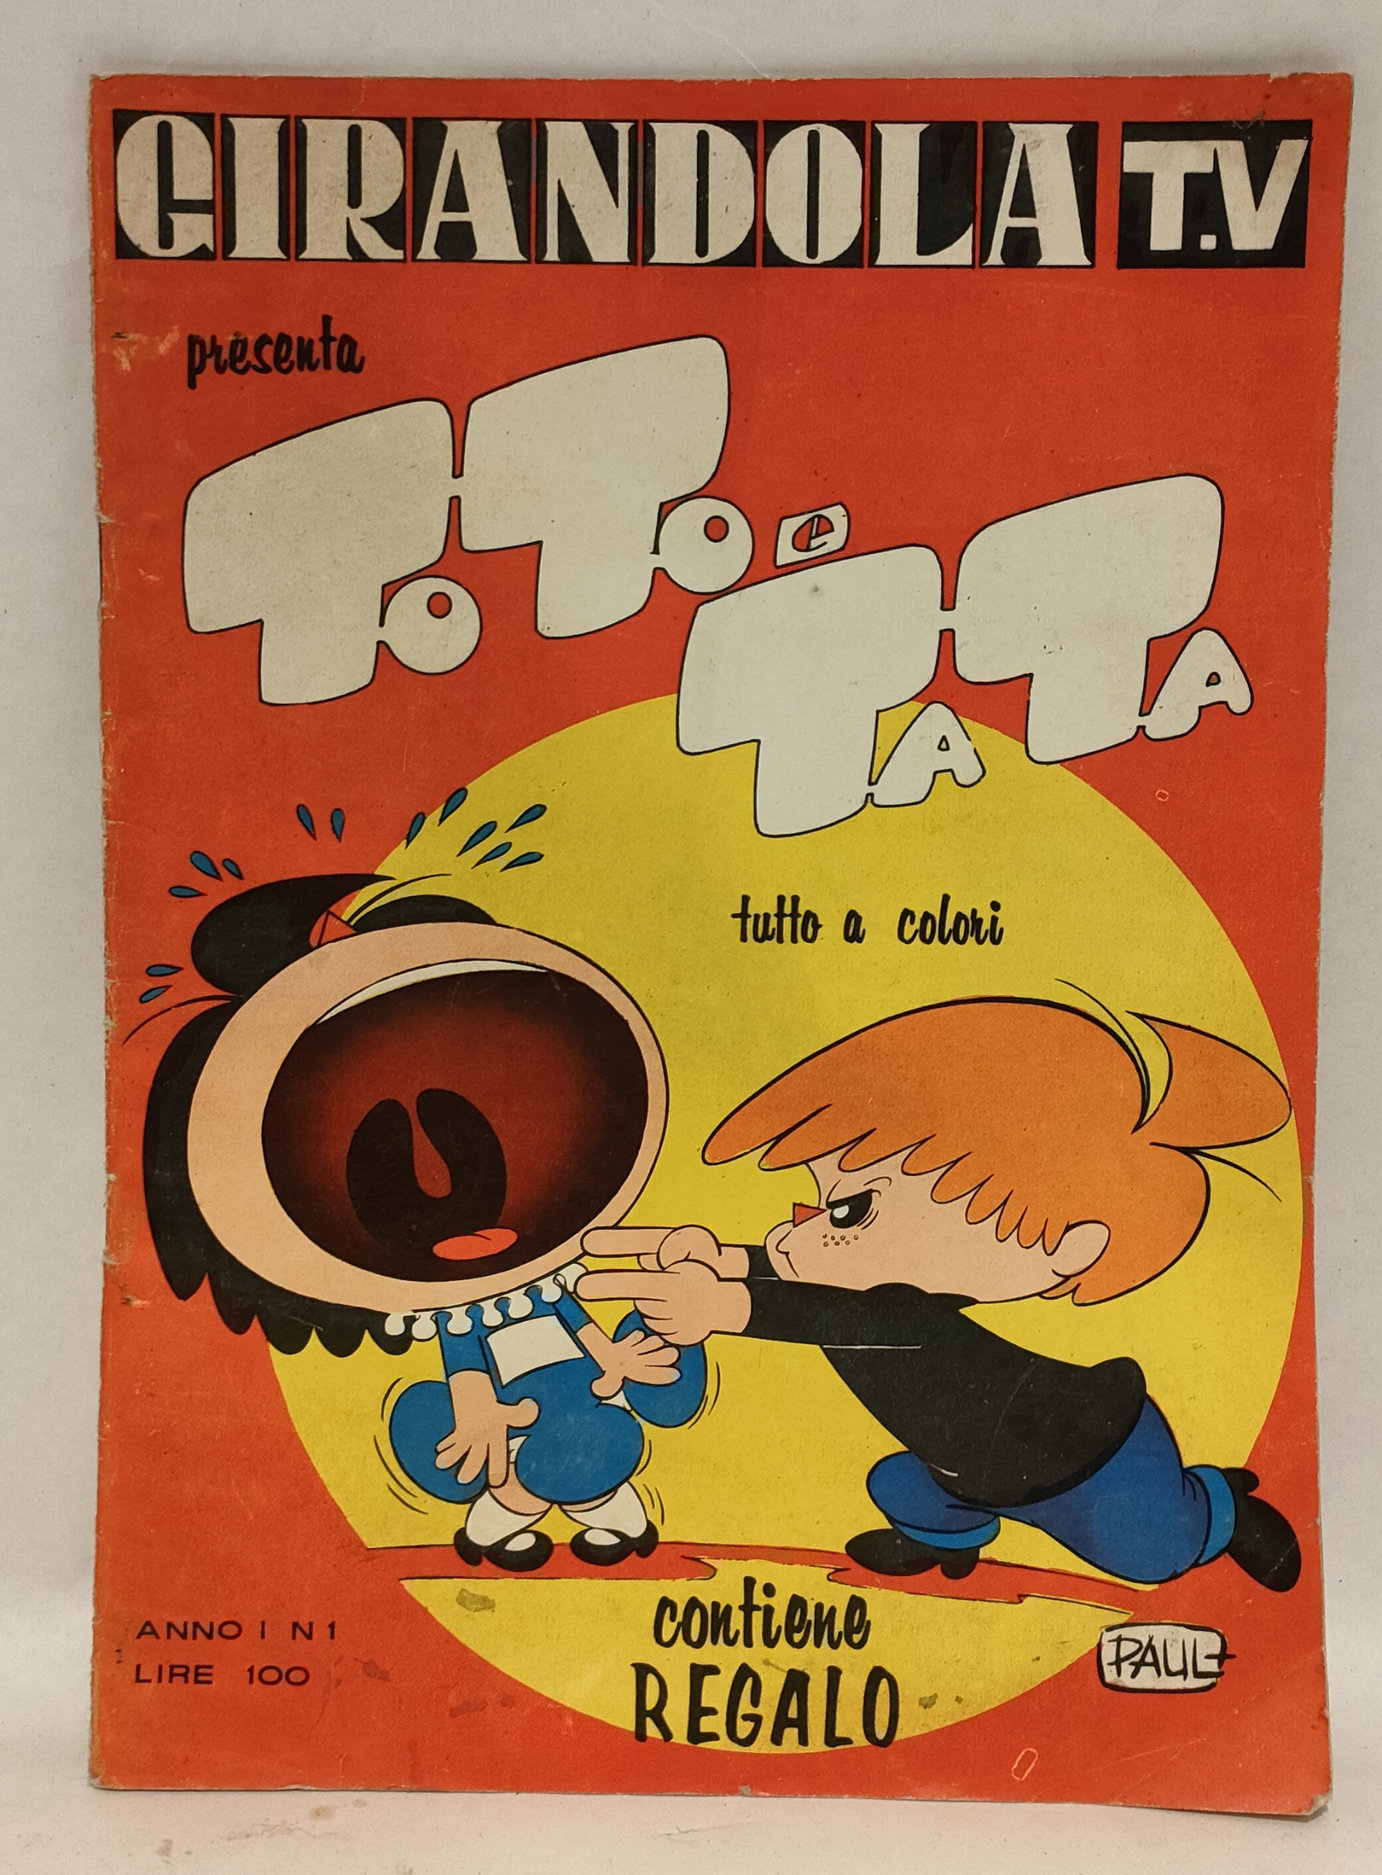 GIRANDOLA T.V
presenta
ToTo e
TATA
tutto a colori
contiene
REGALO
ANNO I N 1
LIRE 100
PAUL